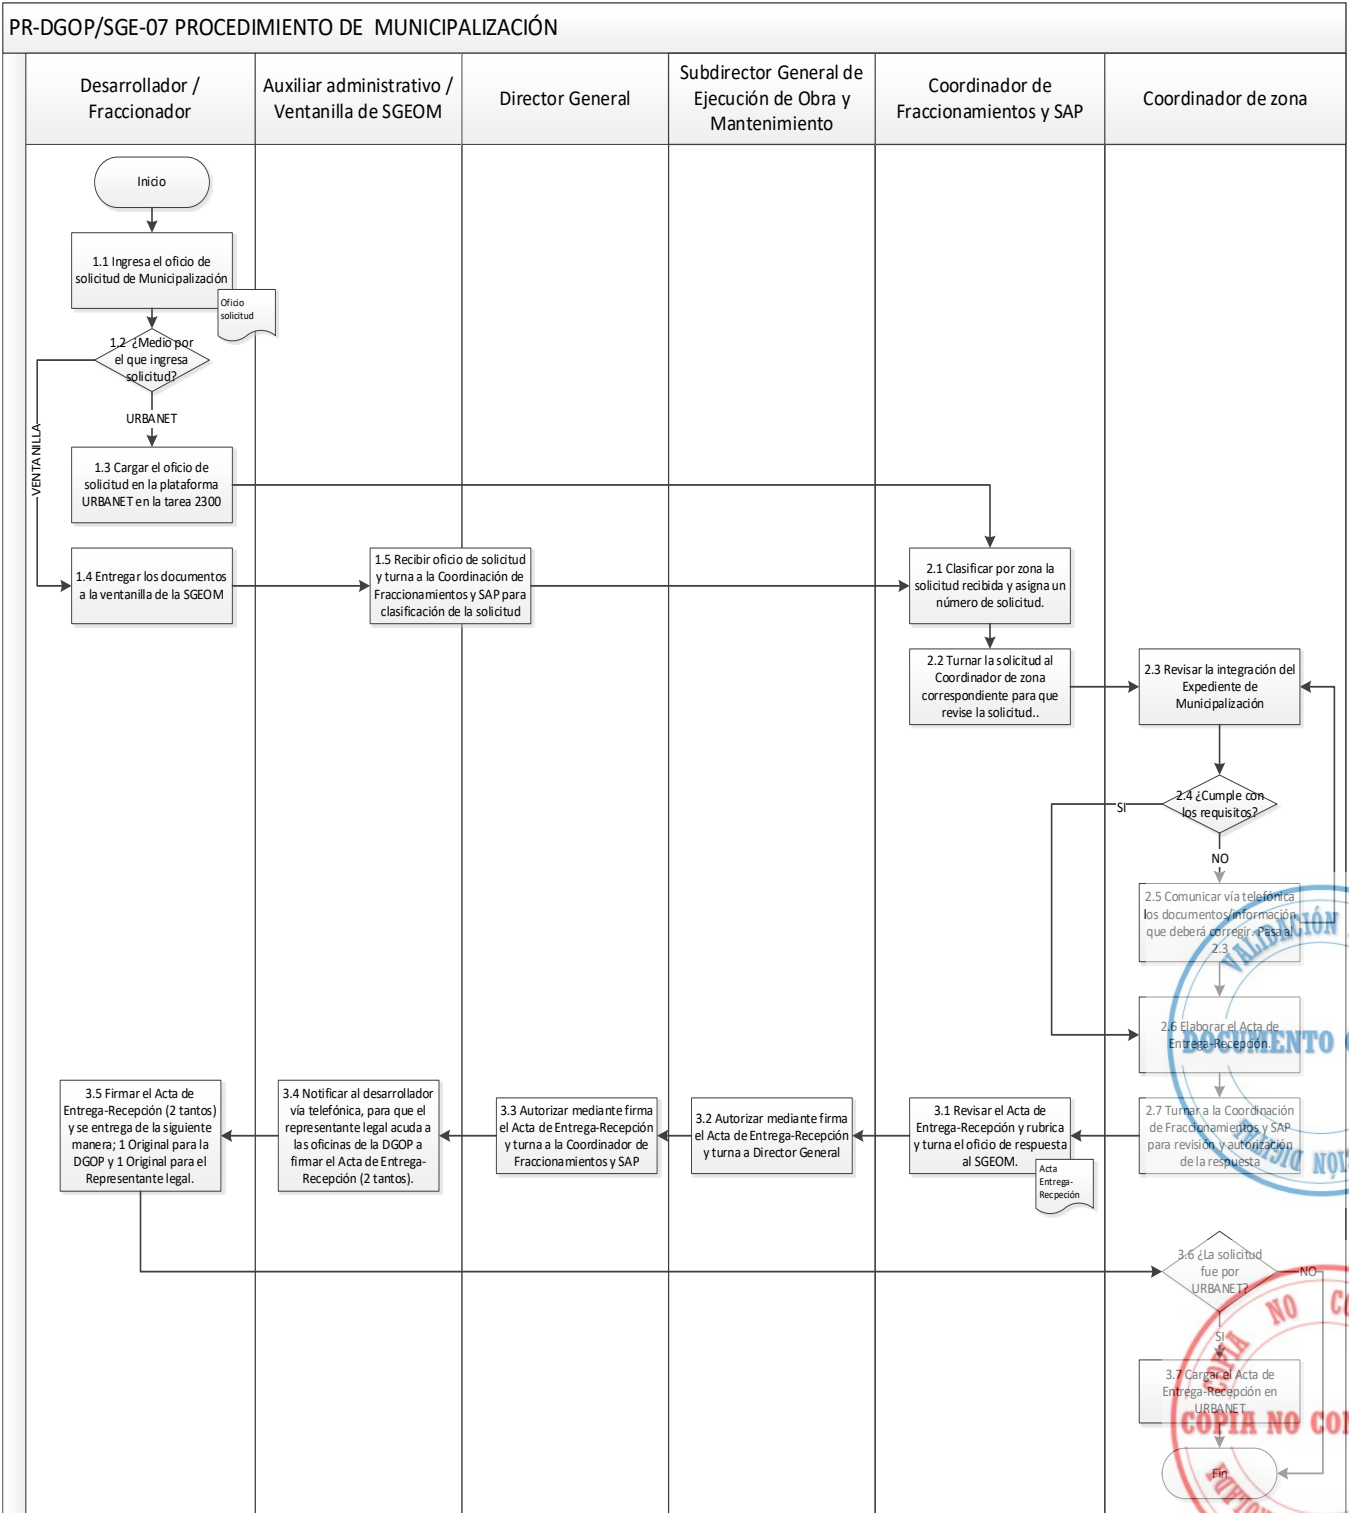 PR-DGOP/SGE-07 PROCEDIMIENTO DE MUNICIPALIZACIÓN
Desarrollador /
Fraccionador
Auxiliar administrativo /
Ventanilla de SGEOM
Director General
Subdirector General de
Ejecución de Obra y
Mantenimiento
Coordinador de
Fraccionamientos y SAP
Coordinador de zona
Inicio
1.1 Ingresa el oficio de
solicitud de Municipalización
Oficio
solicitud
1.2 ¿Medio por
el que ingresa
solicitud?
VENTANILLA
URBANET
1.3 Cargar el oficio de
solicitud en la plataforma
URBANET en la tarea 2300
1.4 Entregar los documentos
a la ventanilla de la SGEOM
1.5 Recibir oficio de solicitud
y turna a la Coordinación de
Fraccionamientos y SAP para
clasificación de la solicitud
2.1 Clasificar por zona la
solicitud recibida y asigna un
número de solicitud.
2.2 Turnar la solicitud al
Coordinador de zona
correspondiente para que
revise la solicitud..
2.3 Revisar la integración del
Expediente de
Municipalización
2.4 ¿Cumple con
los requisitos?
SI
NO
2.5 Comunicar vía telefónica
los documentos/información
que deberá corregir. Pasa al
2.3
2.6 Elaborar el Acta de
Entrega-Recepción.
2.7 Turnar a la Coordinación
de Fraccionamientos y SAP
para revisión y autorización
de la respuesta
3.1 Revisar el Acta de
Entrega-Recepción y rubrica
y turna el oficio de respuesta
al SGEOM.
Acta
Entrega-
Recpeción
3.2 Autorizar mediante firma
el Acta de Entrega-Recepción
y turna a Director General
3.3 Autorizar mediante firma
el Acta de Entrega-Recepción
y turna a la Coordinador de
Fraccionamientos y SAP
3.4 Notificar al desarrollador
vía telefónica, para que el
representante legal acuda a
las oficinas de la DGOP a
firmar el Acta de Entrega-
Recepción (2 tantos).
3.5 Firmar el Acta de
Entrega-Recepción (2 tantos)
y se entrega de la siguiente
manera; 1 Original para la
DGOP y 1 Original para el
Representante legal.
3.6 ¿La solicitud
fue por
URBANET?
NO
SI
3.7 Cargar el Acta de
Entrega-Recepción en
URBANET
Fin
VALIDACIÓN
DOCUMENTO
DIGITAL
COPIA NO
COPIA NO